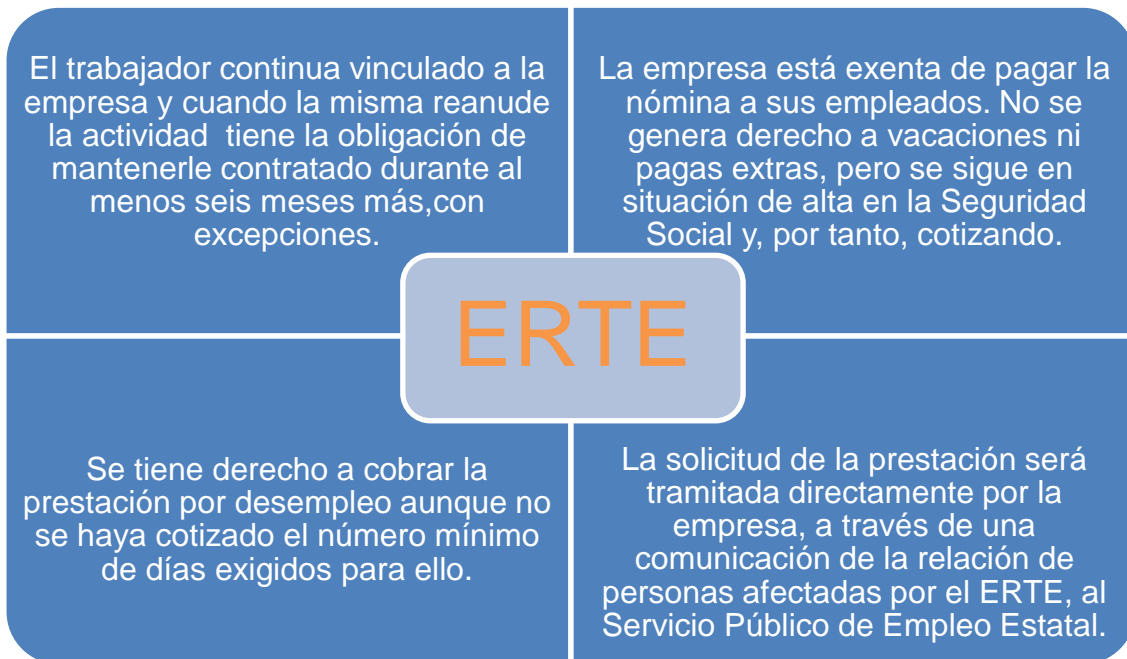 El trabajador continua vinculado a la
empresa y cuando la misma reanude
la actividad tiene la obligación de
mantenerle contratado durante al
menos seis meses más,con
excepciones.
La empresa está exenta de pagar la
nómina a sus empleados. No se
genera derecho a vacaciones ni
pagas extras, pero se sigue en
situación de alta en la Seguridad
Social y, por tanto, cotizando.
ERTE
Se tiene derecho a cobrar la
prestación por desempleo aunque no
se haya cotizado el número mínimo
de días exigidos para ello.
La solicitud de la prestación será
tramitada directamente por la
empresa, a través de una
comunicación de la relación de
personas afectadas por el ERTE, al
Servicio Público de Empleo Estatal.